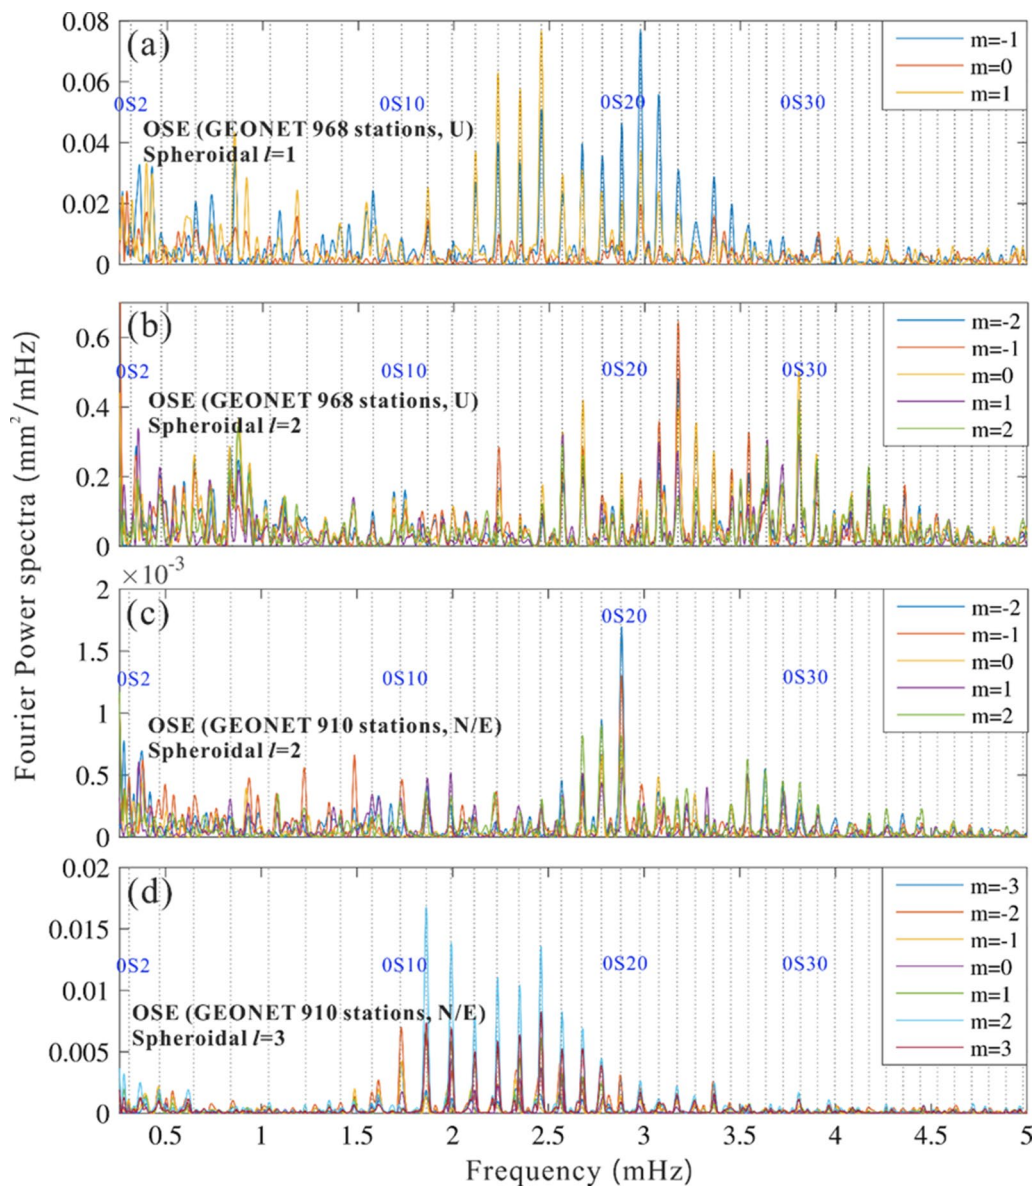 (a)
0.08
0.06
0.04
0.02
0
0S2
0S10
0S20
0S30
OSE (GEONET 968 stations, U)
Spheroidal l=1
m=-1
m=0
m=1
(b)
0.6
0.4
0.2
0
0S2
0S10
0S20
0S30
OSE (GEONET 968 stations, U)
Spheroidal l=2
m=-2
m=-1
m=0
m=1
m=2
×10⁻³
(c)
2
1.5
1
0.5
0
0S2
0S10
0S20
0S30
OSE (GEONET 910 stations, N/E)
Spheroidal l=2
m=-2
m=-1
m=0
m=1
m=2
(d)
0.02
0.015
0.01
0.005
0
0S2
0S10
0S20
0S30
OSE (GEONET 910 stations, N/E)
Spheroidal l=3
m=-3
m=-2
m=-1
m=0
m=1
m=2
m=3
0.5 1 1.5 2 2.5 3 3.5 4 4.5 5
Frequency (mHz)
Fourier Power spectra (mm²/mHz)